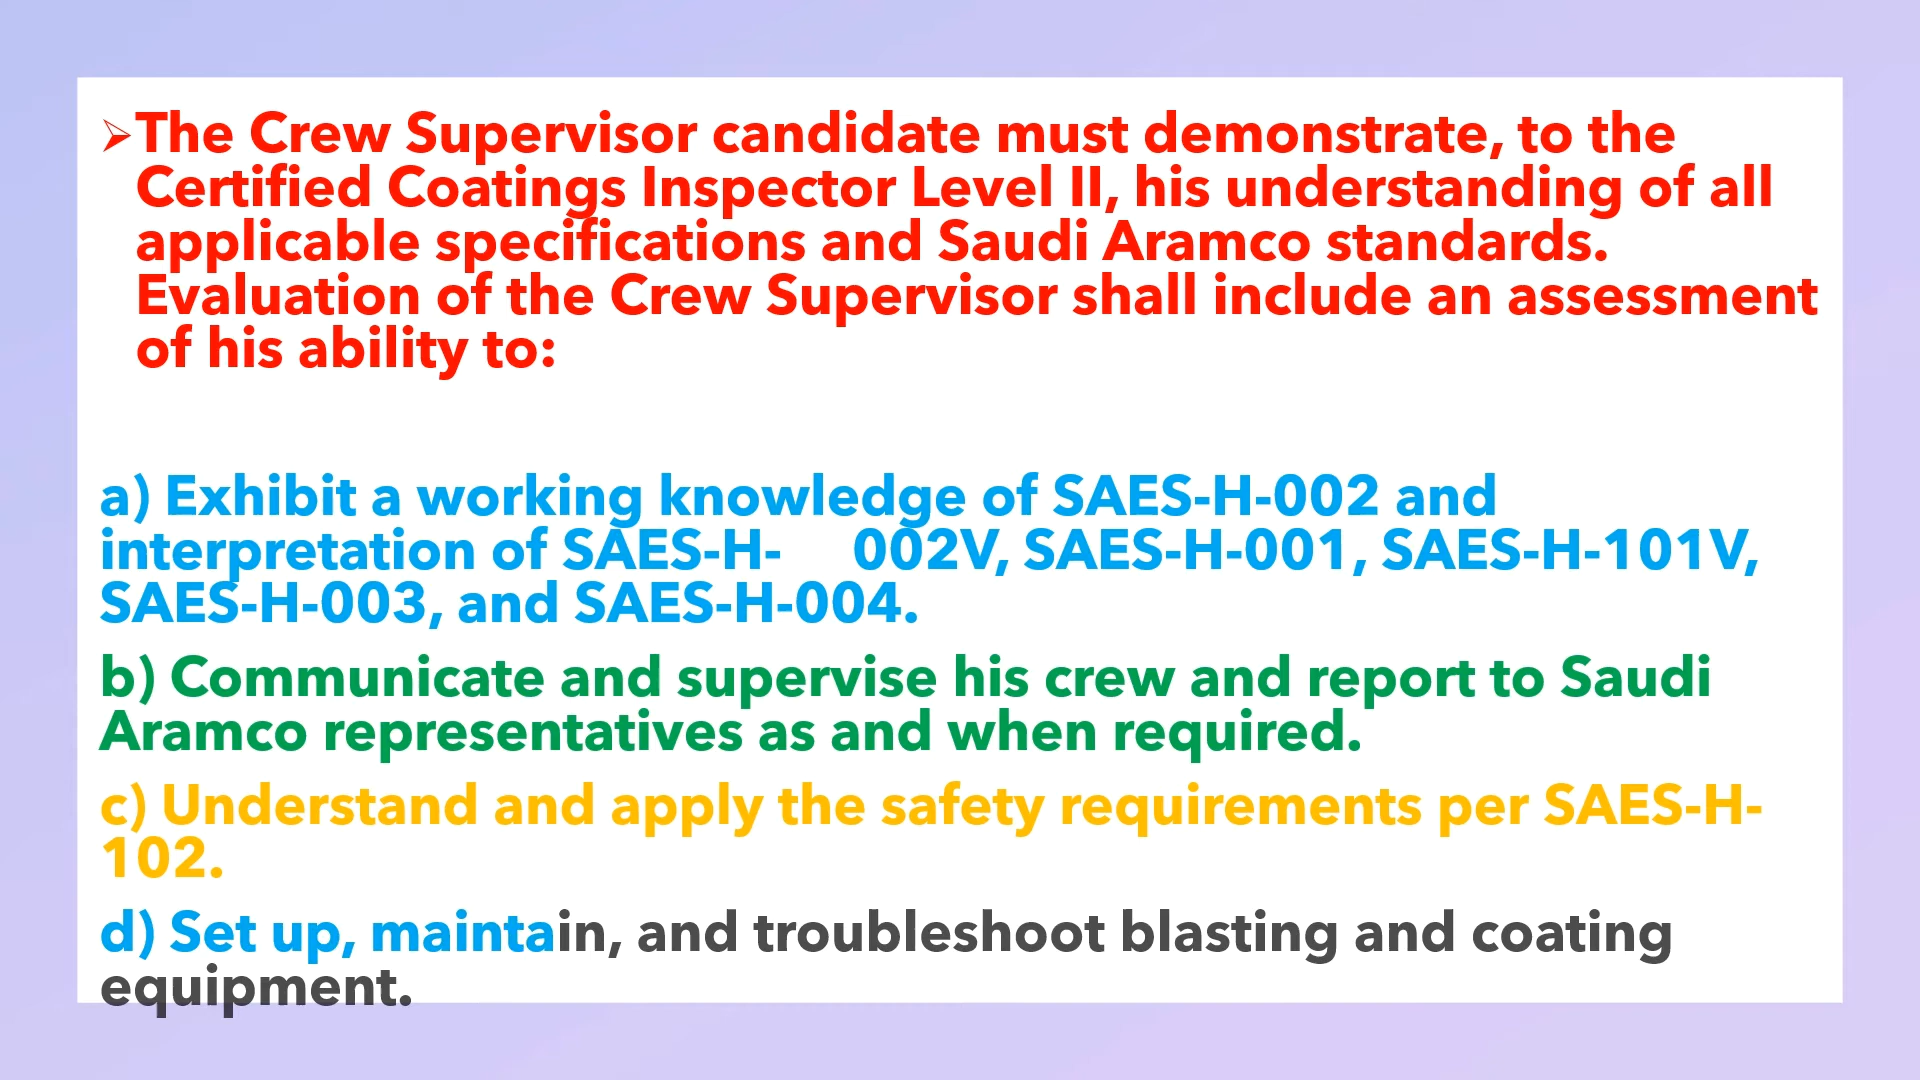 ➢The Crew Supervisor candidate must demonstrate, to the
Certified Coatings Inspector Level II, his understanding of all
applicable specifications and Saudi Aramco standards.
Evaluation of the Crew Supervisor shall include an assessment
of his ability to:
a) Exhibit a working knowledge of SAES-H-002 and
interpretation of SAES-H-    002V, SAES-H-001, SAES-H-101V,
SAES-H-003, and SAES-H-004.
b) Communicate and supervise his crew and report to Saudi
Aramco representatives as and when required.
c) Understand and apply the safety requirements per SAES-H-
102.
d) Set up, maintain, and troubleshoot blasting and coating
equipment.